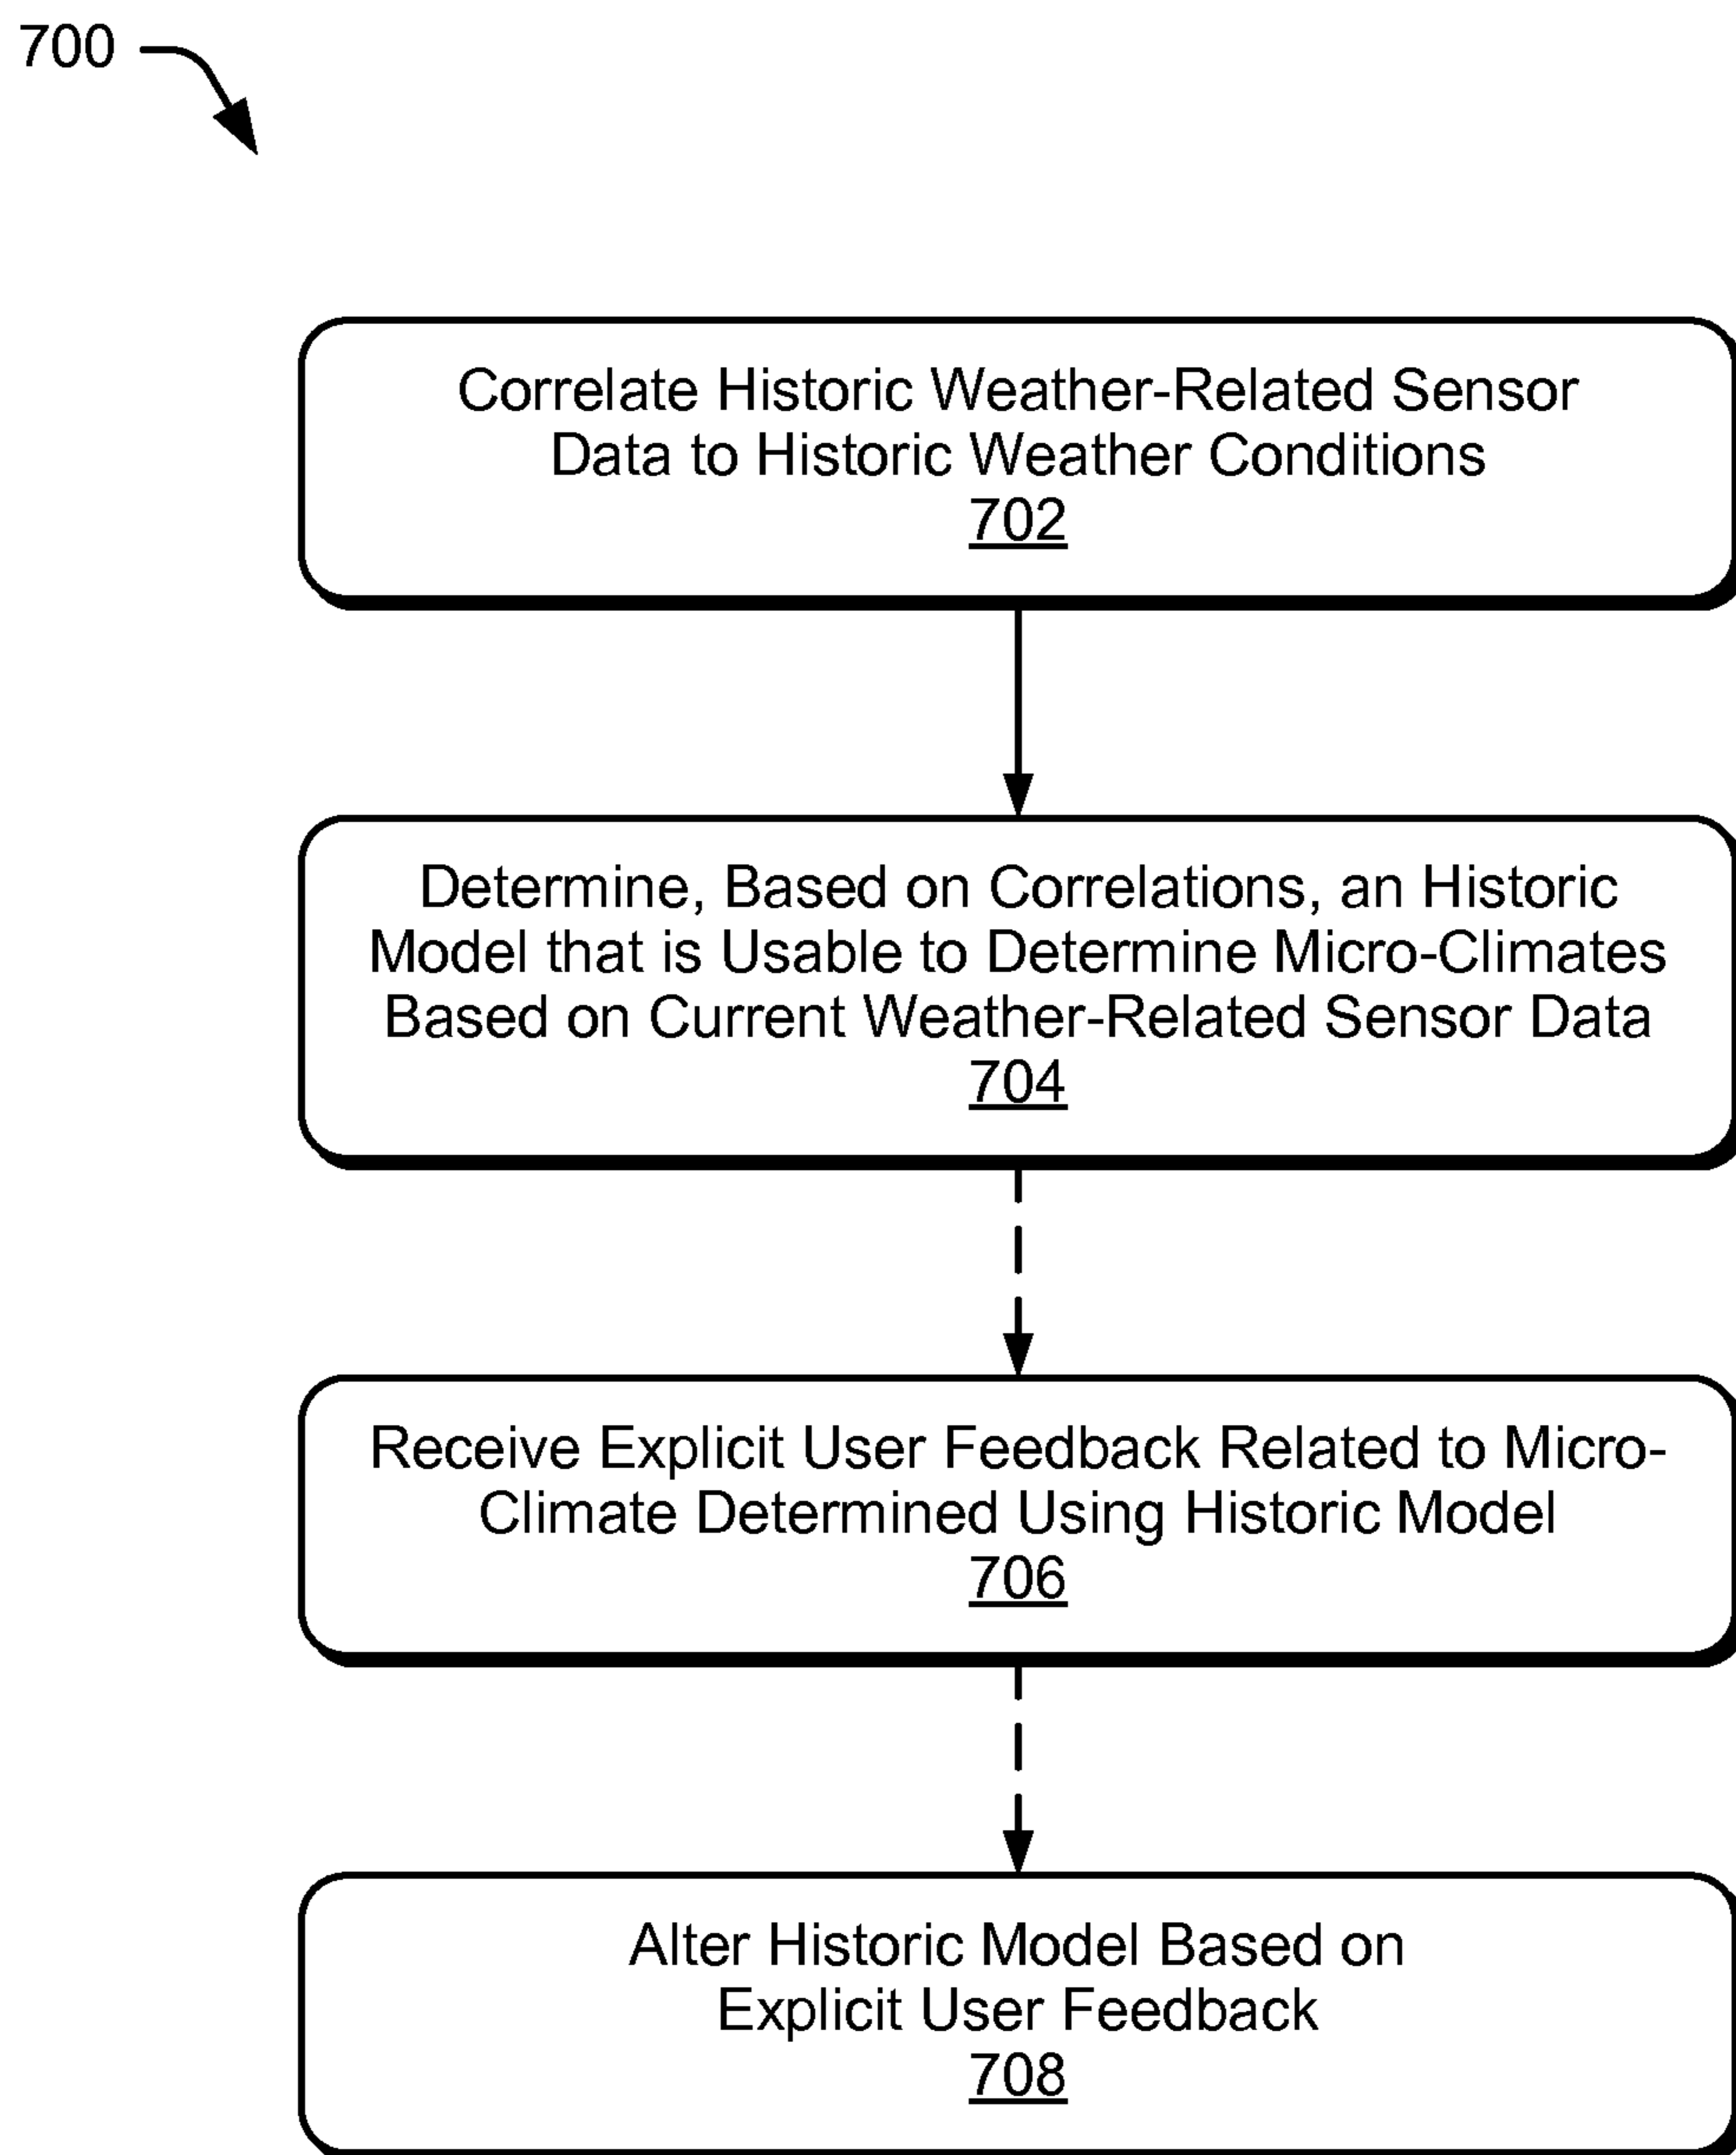 700
Correlate Historic Weather-Related Sensor
Data to Historic Weather Conditions
702
Determine, Based on Correlations, an Historic
Model that is Usable to Determine Micro-Climates
Based on Current Weather-Related Sensor Data
704
Receive Explicit User Feedback Related to Micro-
Climate Determined Using Historic Model
706
Alter Historic Model Based on
Explicit User Feedback
708